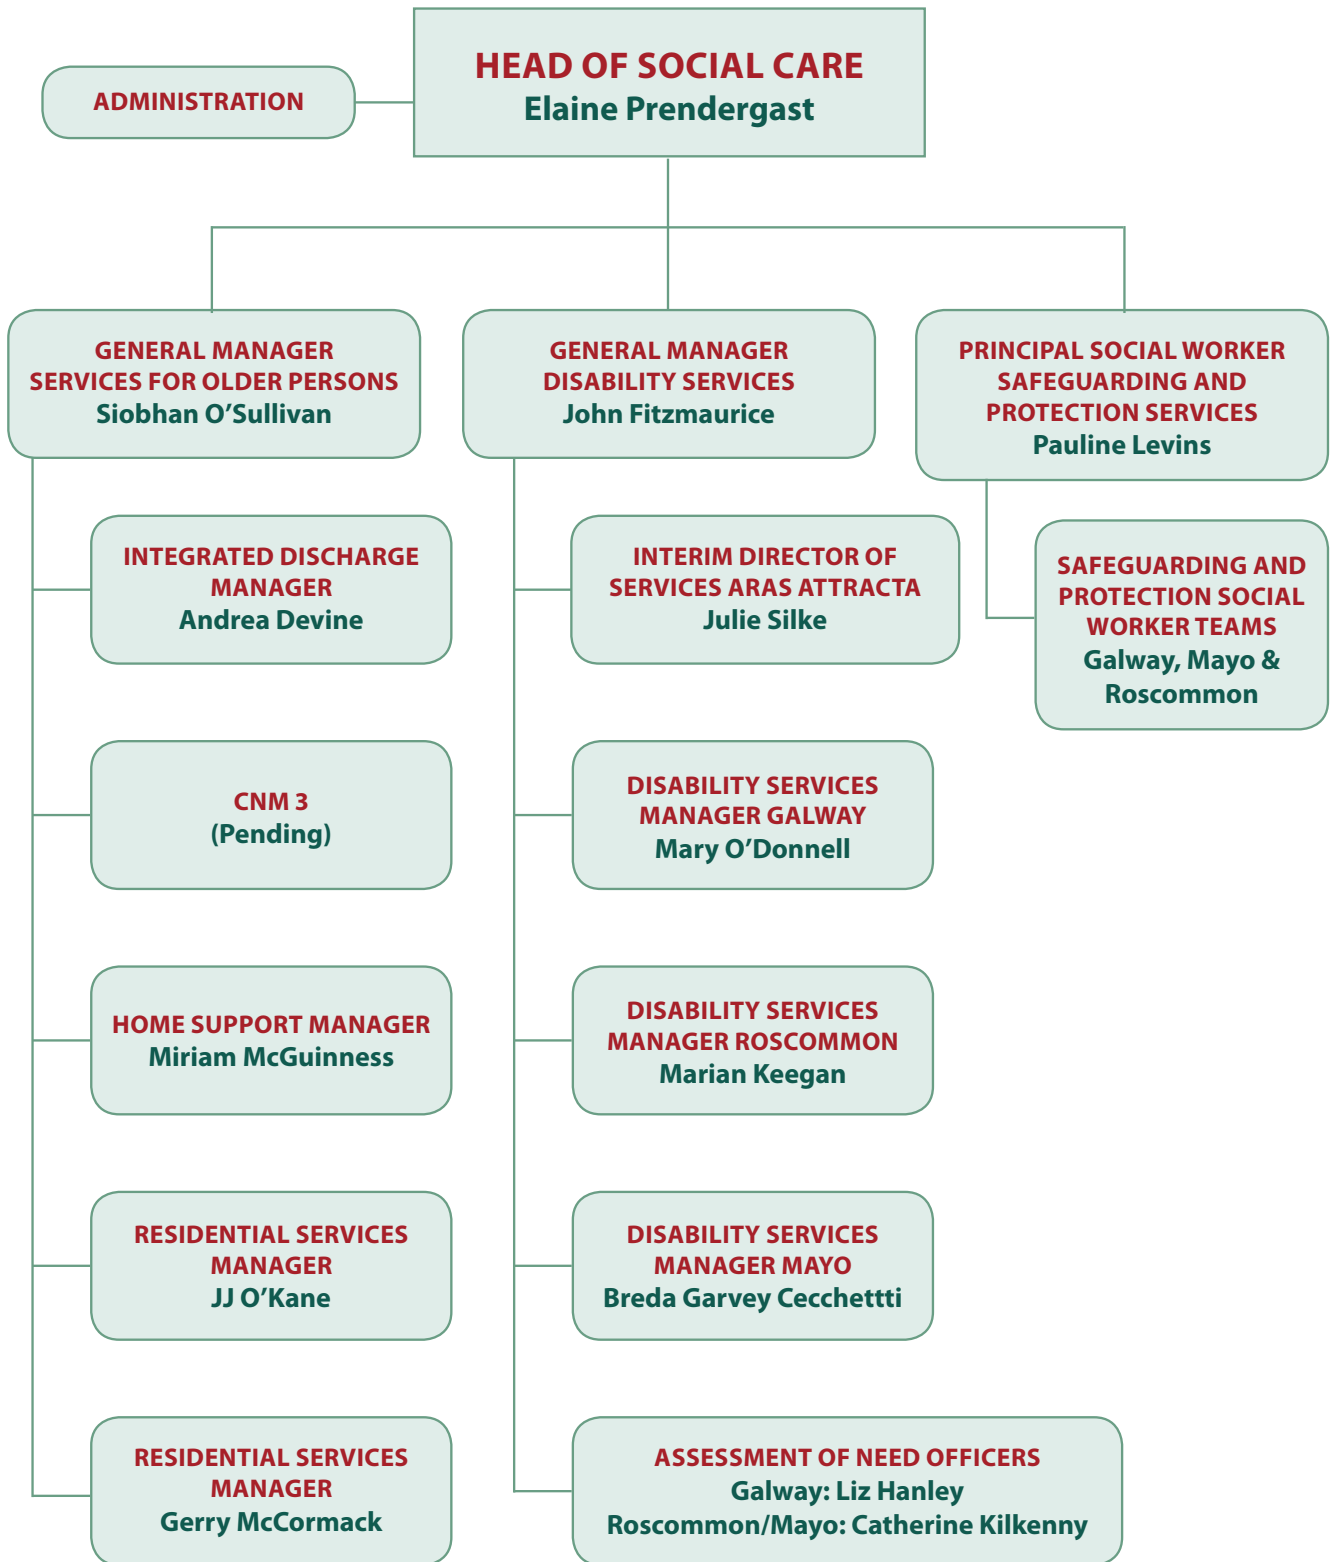 HEAD OF SOCIAL CARE
Elaine Prendergast
ADMINISTRATION
GENERAL MANAGER
SERVICES FOR OLDER PERSONS
Siobhan O’Sullivan
INTEGRATED DISCHARGE
MANAGER
Andrea Devine
CNM 3
(Pending)
HOME SUPPORT MANAGER
Miriam McGuinness
RESIDENTIAL SERVICES
MANAGER
JJ O’Kane
RESIDENTIAL SERVICES
MANAGER
Gerry McCormack
GENERAL MANAGER
DISABILITY SERVICES
John Fitzmaurice
INTERIM DIRECTOR OF
SERVICES ARAS ATTRACTA
Julie Silke
DISABILITY SERVICES
MANAGER GALWAY
Mary O’Donnell
DISABILITY SERVICES
MANAGER ROSCOMMON
Marian Keegan
DISABILITY SERVICES
MANAGER MAYO
Breda Garvey Cecchettti
ASSESSMENT OF NEED OFFICERS
Galway: Liz Hanley
Roscommon/Mayo: Catherine Kilkenny
PRINCIPAL SOCIAL WORKER
SAFEGUARDING AND
PROTECTION SERVICES
Pauline Levins
SAFEGUARDING AND
PROTECTION SOCIAL
WORKER TEAMS
Galway, Mayo &
Roscommon